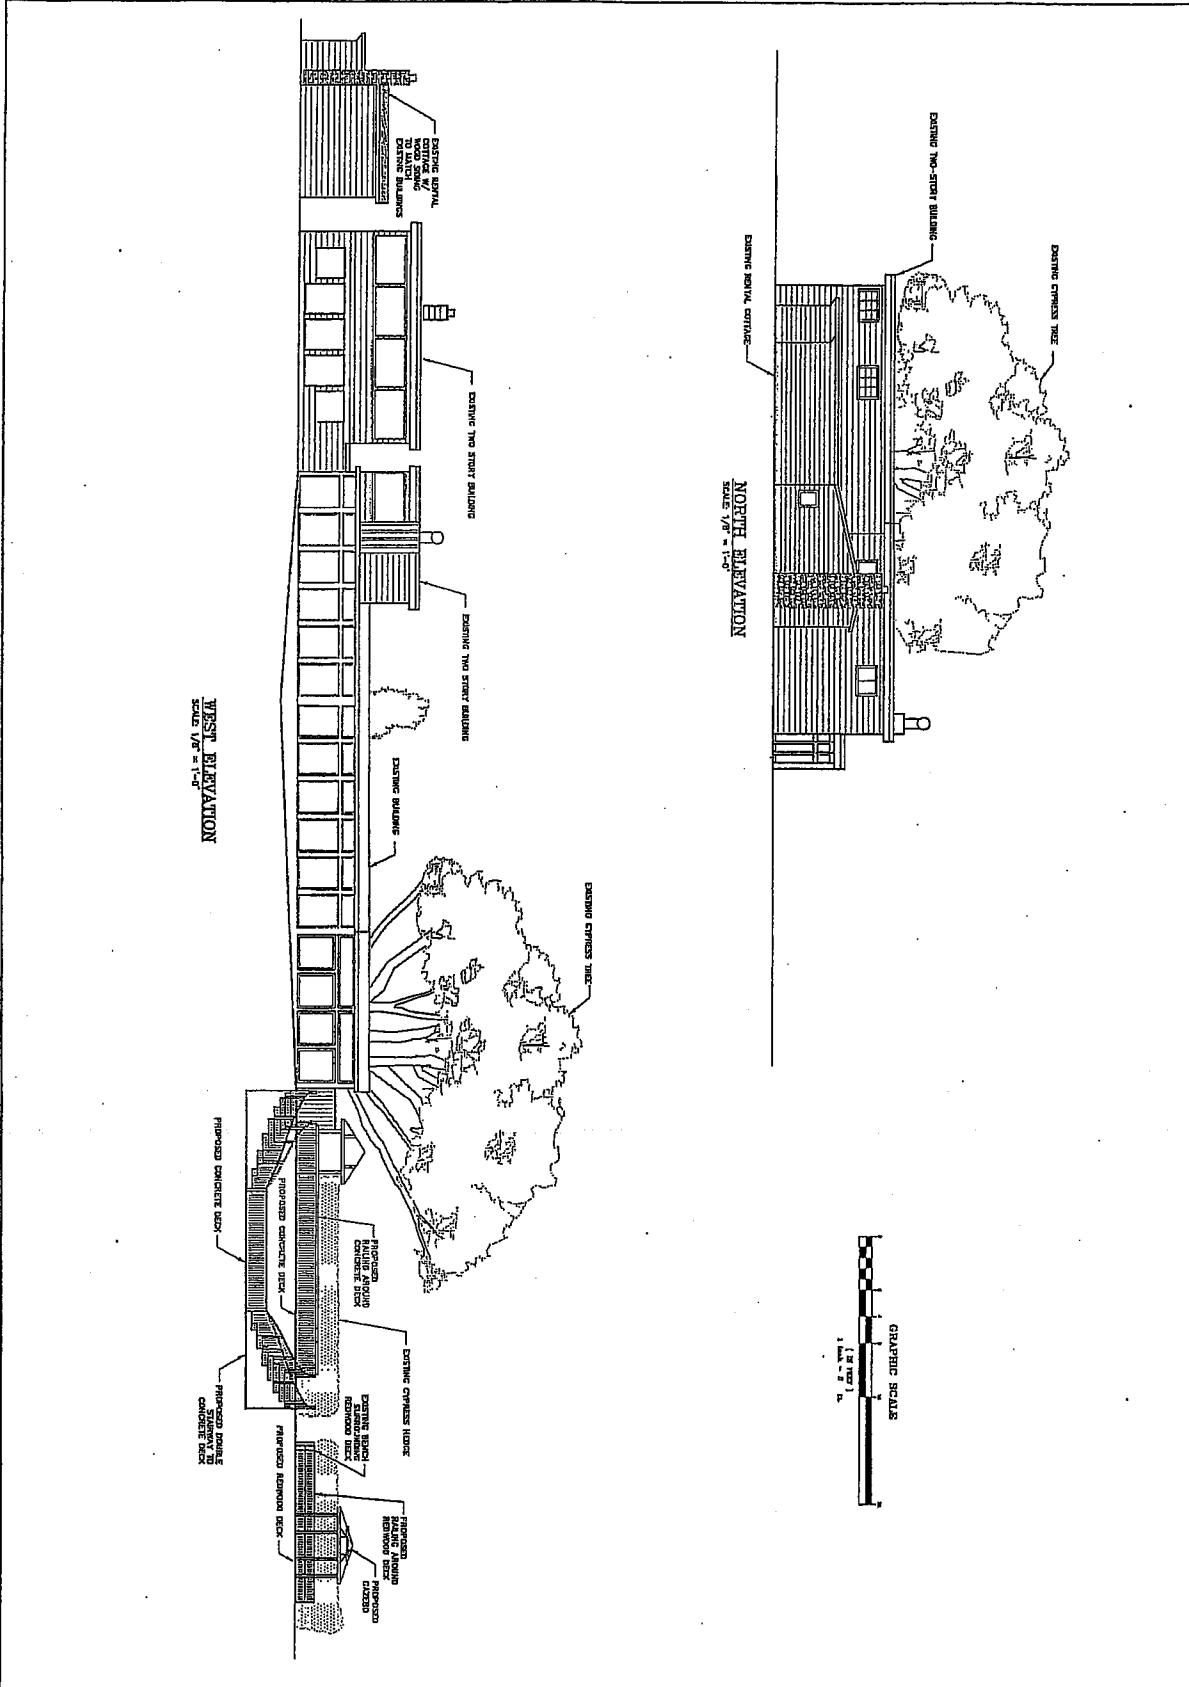 EXISTING TWO-STORY BUILDING
EXISTING CYPRESS TREE
EXISTING RENTAL COTTAGE
NORTH ELEVATION
SCALE: 1/8" = 1'-0"
GRAPHIC SCALE
( IN FEET )
EXISTING RENTAL
COTTAGE W/
WOOD SIDING
TO MATCH
EXISTING BUILDINGS
EXISTING TWO STORY BUILDING
EXISTING TWO STORY BUILDING
EXISTING BUILDING
EXISTING CYPRESS TREE
WEST ELEVATION
SCALE: 1/8" = 1'-0"
PROPOSED CONCRETE DECK
PROPOSED CONCRETE DECK
PROPOSED
RAILING AROUND
CONCRETE DECK
EXISTING CYPRESS HEDGE
PROPOSED DOUBLE
STAIRWAY TO
CONCRETE DECK
EXISTING BENCH
SURROUNDING
REDWOOD DECK
PROPOSED REDWOOD DECK
PROPOSED
RAILING AROUND
REDWOOD DECK
PROPOSED
GAZEBO